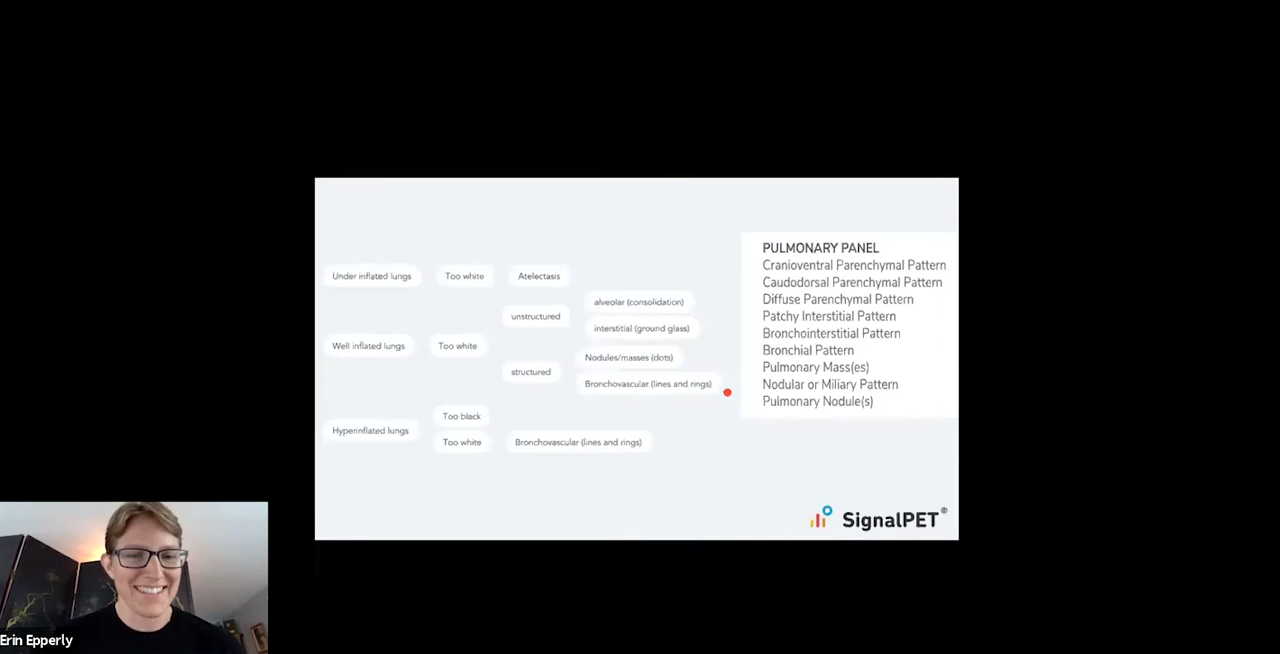 Under inflated lungs
Too white
Atelectasis
Well inflated lungs
Too white
unstructured
alveolar (consolidation)
interstitial (ground glass)
structured
Nodules/masses (dots)
Bronchovascular (lines and rings)
Hyperinflated lungs
Too black
Too white
Bronchovascular (lines and rings)
PULMONARY PANEL
Cranioventral Parenchymal Pattern
Caudodorsal Parenchymal Pattern
Diffuse Parenchymal Pattern
Patchy Interstitial Pattern
Bronchointerstitial Pattern
Bronchial Pattern
Pulmonary Mass(es)
Nodular or Miliary Pattern
Pulmonary Nodule(s)
SignalPET®
Erin Epperly